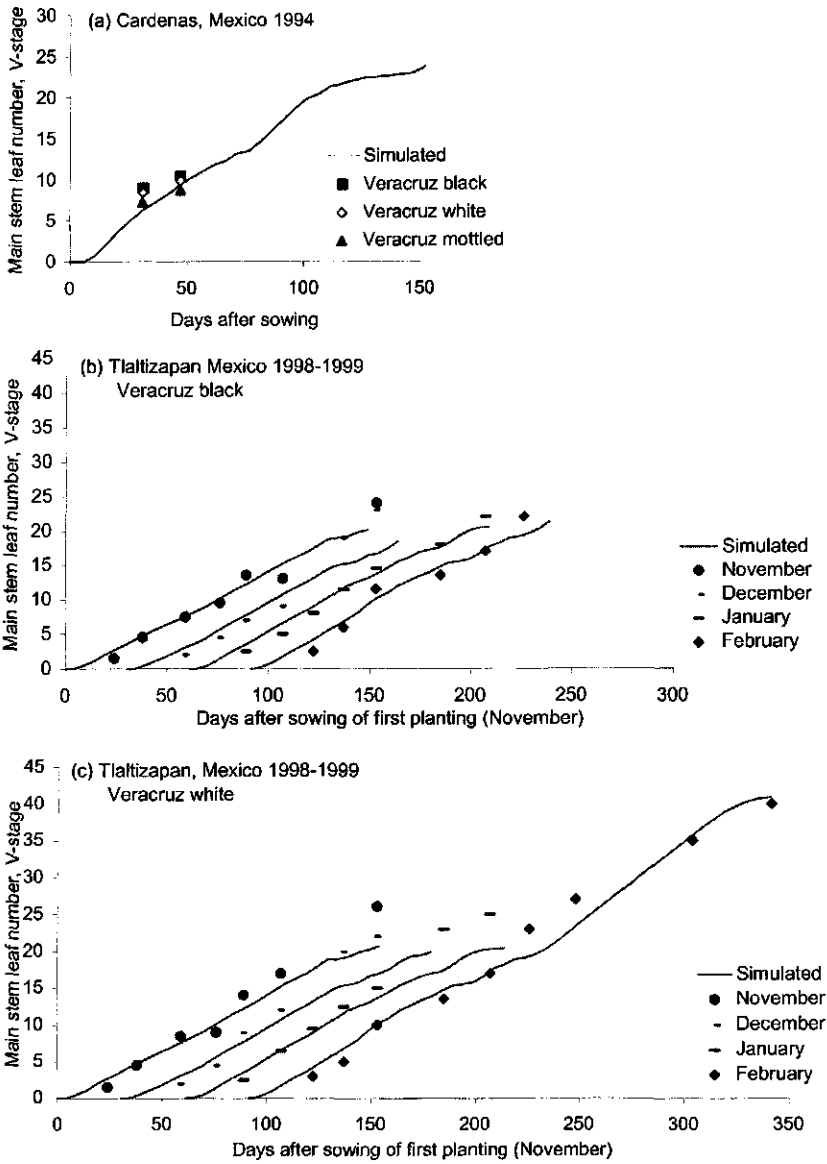 (a) Cardenas, Mexico 1994
Main stem leaf number, V-stage
30
25
20
15
10
5
0
0 50 100 150
Days after sowing
Simulated
Veracruz black
Veracruz white
Veracruz mottled
(b) Tlaltizapan Mexico 1998-1999
Veracruz black
Main stem leaf number, V-stage
45
40
35
30
25
20
15
10
5
0
0 50 100 150 200 250 300
Days after sowing of first planting (November)
Simulated
November
December
January
February
(c) Tlaltizapan, Mexico 1998-1999
Veracruz white
Main stem leaf number, V-stage
45
40
35
30
25
20
15
10
5
0
0 50 100 150 200 250 300 350
Days after sowing of first planting (November)
Simulated
November
December
January
February